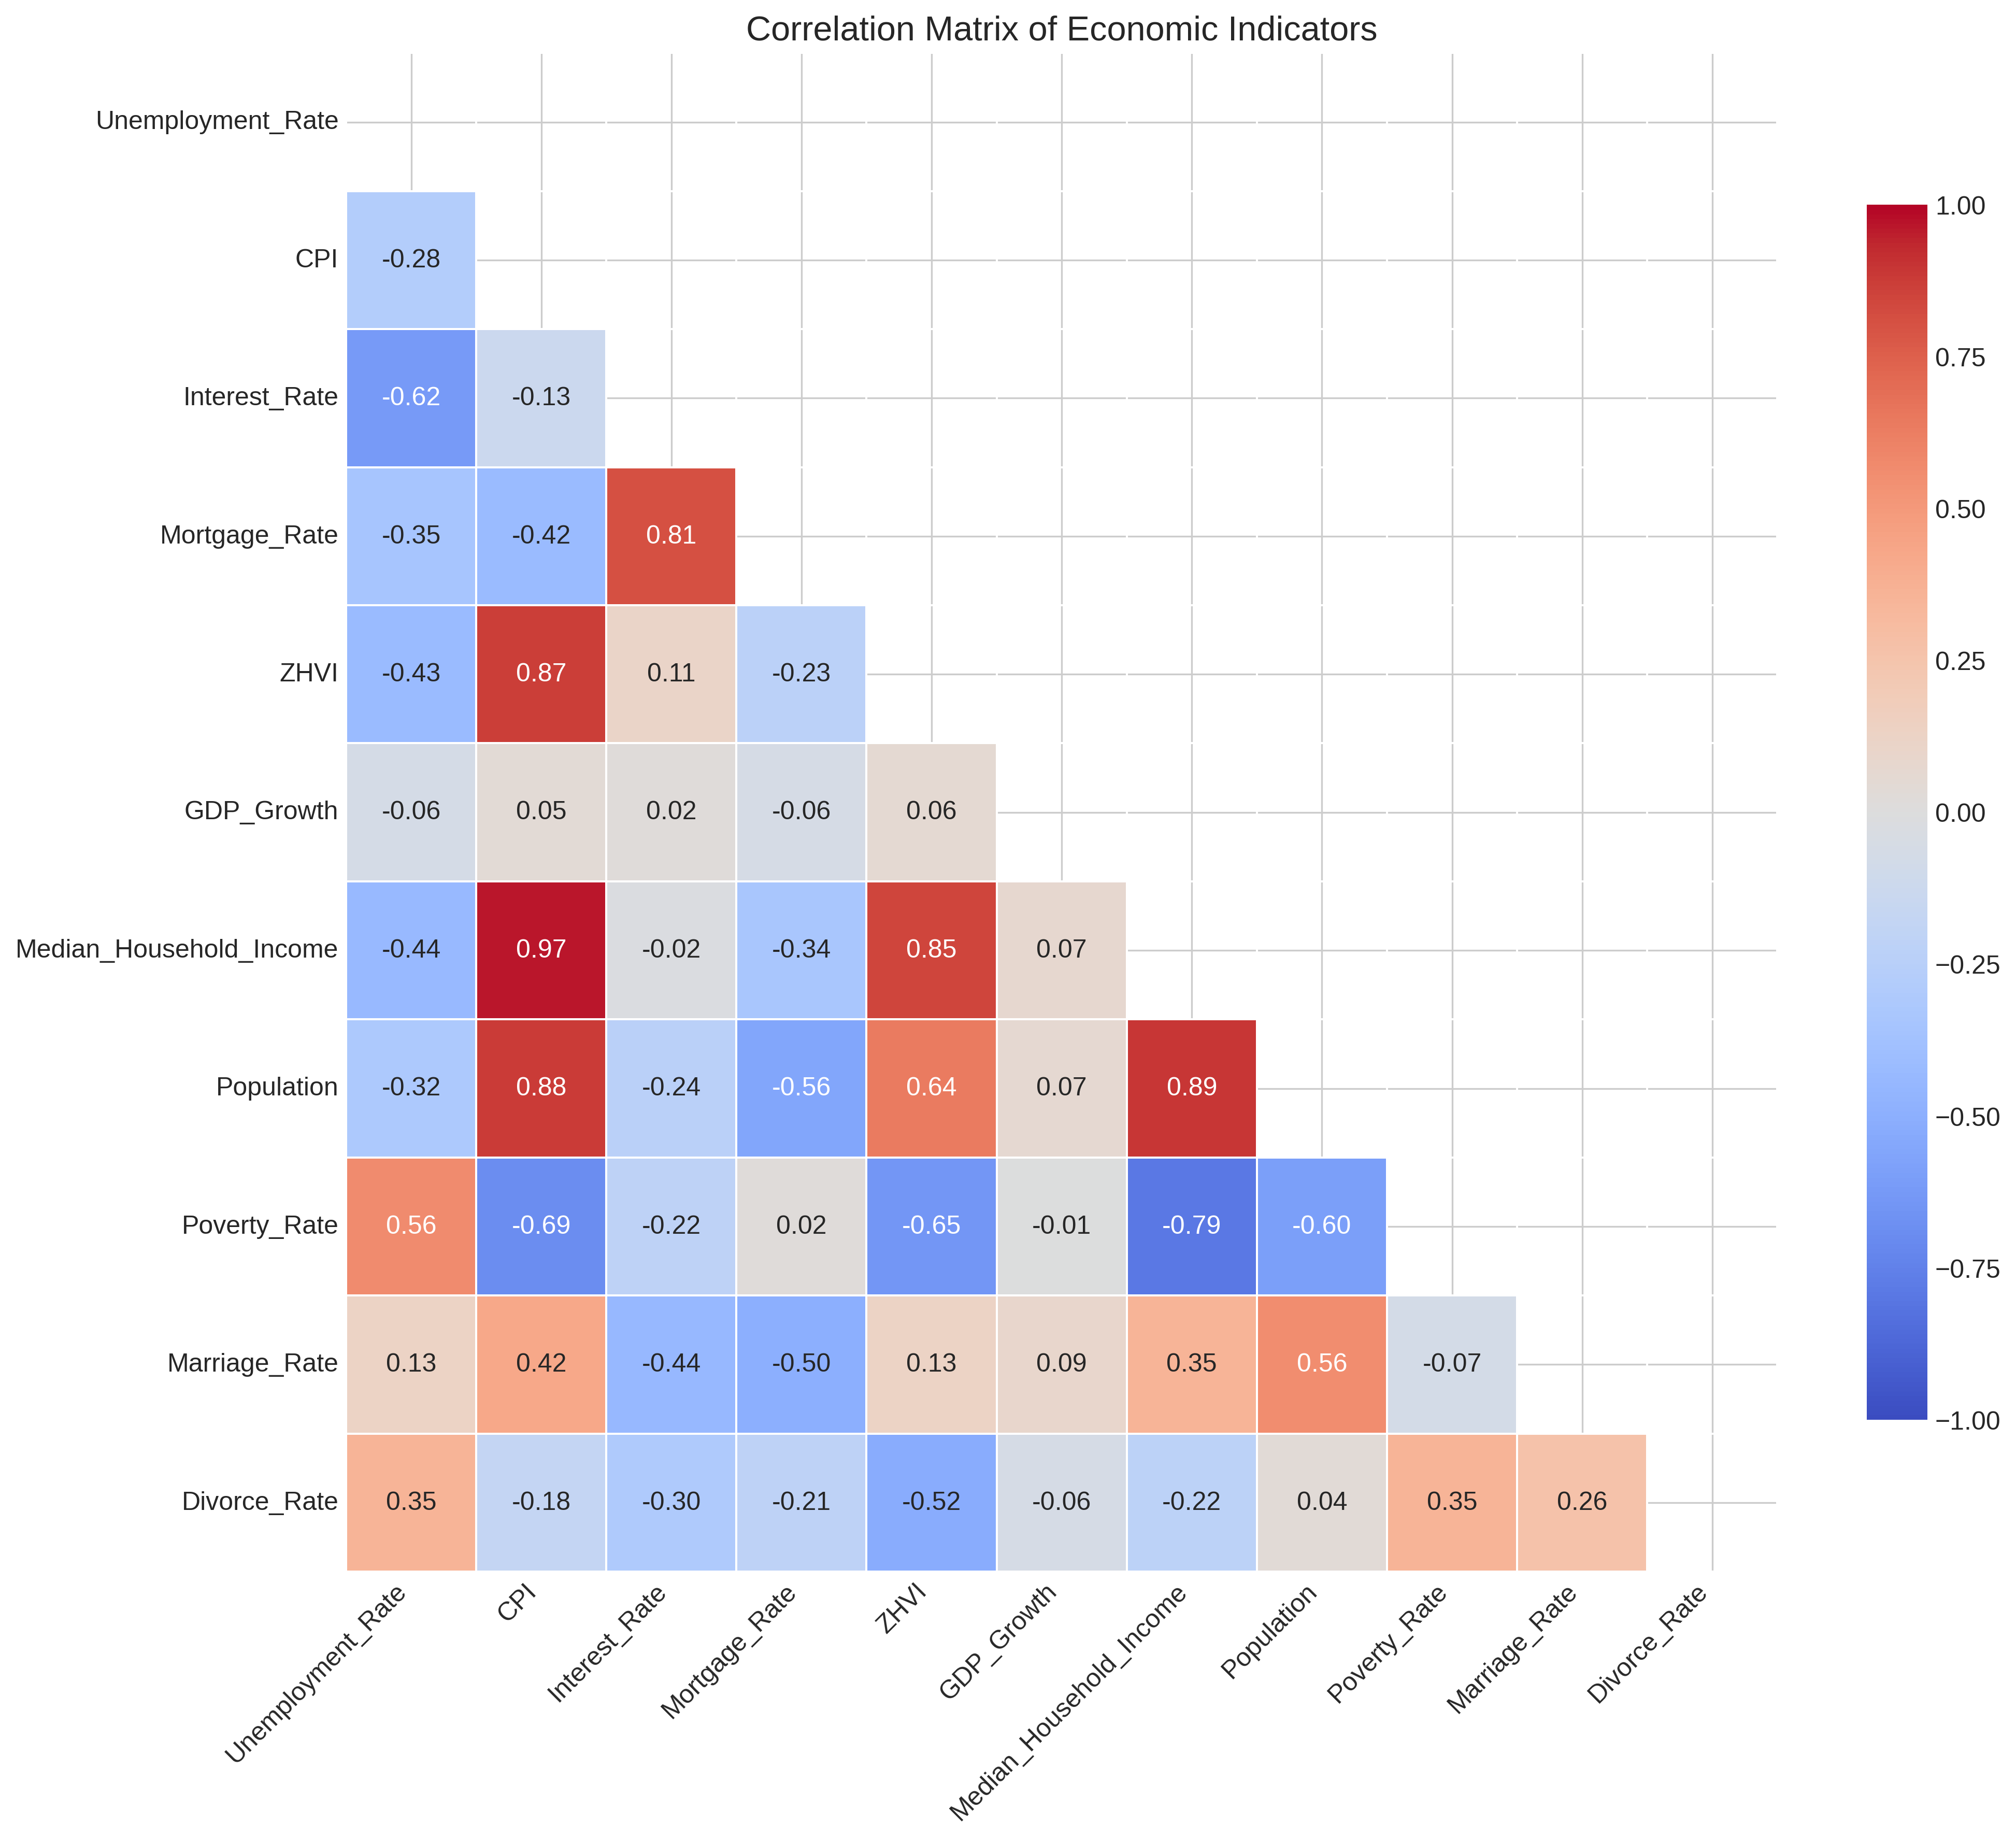 Correlation Matrix of Economic Indicators
Unemployment_Rate
1.00
CPI -0.28
0.75
Interest_Rate -0.62 -0.13
0.50
Mortgage_Rate -0.35 -0.42 0.81
0.25
ZHVI -0.43 0.87 0.11 -0.23
GDP_Growth -0.06 0.05 0.02 -0.06 0.06
0.00
Median_Household_Income -0.44 0.97 -0.02 -0.34 0.85 0.07
−0.25
Population -0.32 0.88 -0.24 -0.56 0.64 0.07 0.89
−0.50
Poverty_Rate 0.56 -0.69 -0.22 0.02 -0.65 -0.01 -0.79 -0.60
−0.75
Marriage_Rate 0.13 0.42 -0.44 -0.50 0.13 0.09 0.35 0.56 -0.07
−1.00
Divorce_Rate 0.35 -0.18 -0.30 -0.21 -0.52 -0.06 -0.22 0.04 0.35 0.26
Unemployment_Rate
CPI
Interest_Rate
Mortgage_Rate
ZHVI
GDP_Growth
Median_Household_Income
Population
Poverty_Rate
Marriage_Rate
Divorce_Rate